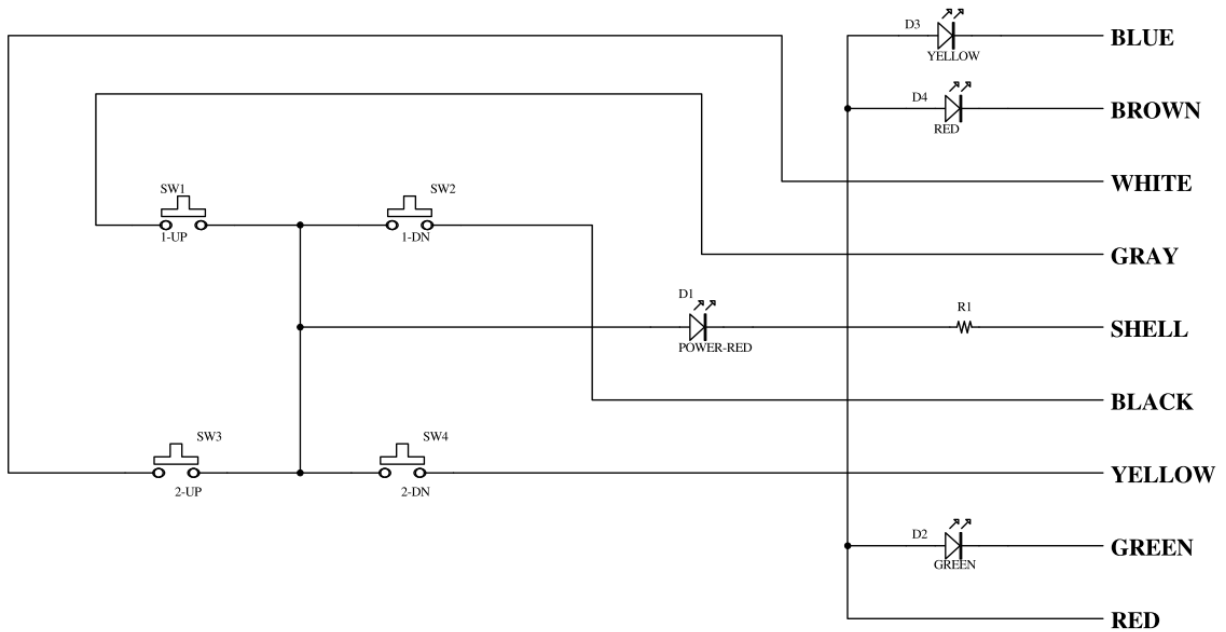 D3
YELLOW
BLUE
D4
RED
BROWN
WHITE
SW1
1-UP
SW2
1-DN
GRAY
D1
POWER-RED
R1
SHELL
BLACK
SW3
2-UP
SW4
2-DN
YELLOW
D2
GREEN
GREEN
RED